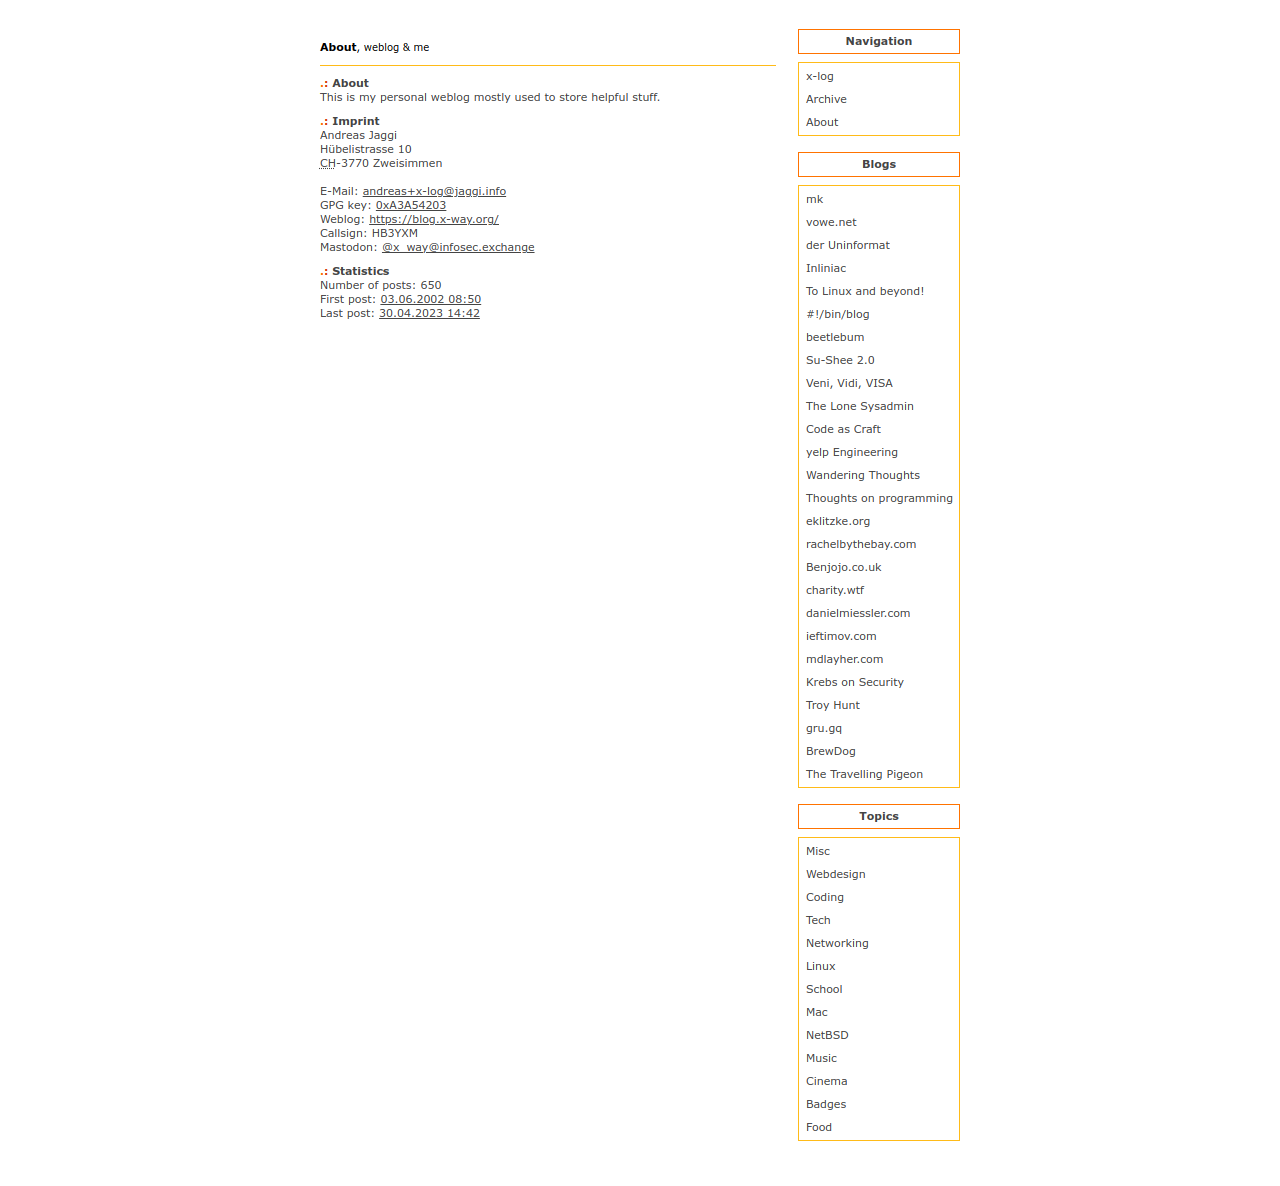 About, weblog & me
.: About
This is my personal weblog mostly used to store helpful stuff.
.: Imprint
Andreas Jaggi
Hübelistrasse 10
CH-3770 Zweisimmen
E-Mail: andreas+x-log@jaggi.info
GPG key: 0xA3A54203
Weblog: https://blog.x-way.org/
Callsign: HB3YXM
Mastodon: @x_way@infosec.exchange
.: Statistics
Number of posts: 650
First post: 03.06.2002 08:50
Last post: 30.04.2023 14:42
Navigation
x-log
Archive
About
Blogs
mk
vowe.net
der Uninformat
Inliniac
To Linux and beyond!
#!/bin/blog
beetlebum
Su-Shee 2.0
Veni, Vidi, VISA
The Lone Sysadmin
Code as Craft
yelp Engineering
Wandering Thoughts
Thoughts on programming
eklitzke.org
rachelbythebay.com
Benjojo.co.uk
charity.wtf
danielmiessler.com
ieftimov.com
mdlayher.com
Krebs on Security
Troy Hunt
gru.gq
BrewDog
The Travelling Pigeon
Topics
Misc
Webdesign
Coding
Tech
Networking
Linux
School
Mac
NetBSD
Music
Cinema
Badges
Food